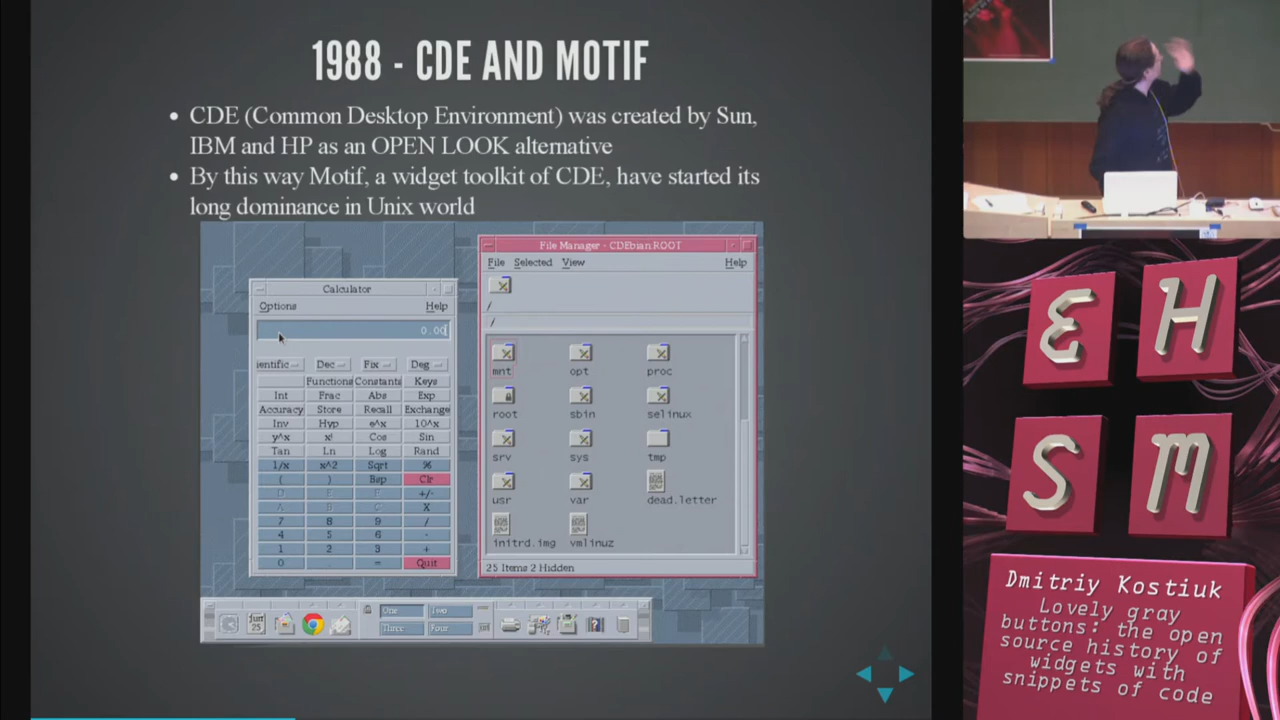 1988 - CDE AND MOTIF
CDE (Common Desktop Environment) was created by Sun,
IBM and HP as an OPEN LOOK alternative
By this way Motif, a widget toolkit of CDE, have started its
long dominance in Unix world
Calculator
Options Help
0.00
entific Dec Fix Deg
Functions Constants Keys
Int Frac Abs Exp
Accuracy Store Recall Exchange
Inv Hyp e^x 10^x
y^x x! Cos Sin
Tan Ln Log Rand
1/x x^2 Sqrt %
( ) Bsp Clr
+/-
X
7 8 9 /
4 5 6 -
1 2 3 +
0 . = Quit
File Manager - CDEbian:ROOT
File Selected View Help
/
/
mnt opt proc
root sbin selinux
srv sys tmp
usr var dead.letter
initrd.img vmlinuz
25 Items 2 Hidden
25
One Two
Three Four
E H
S M
Dmitriy Kostiuk
Lovely gray
buttons: the open
source history of
widgets with
snippets of code